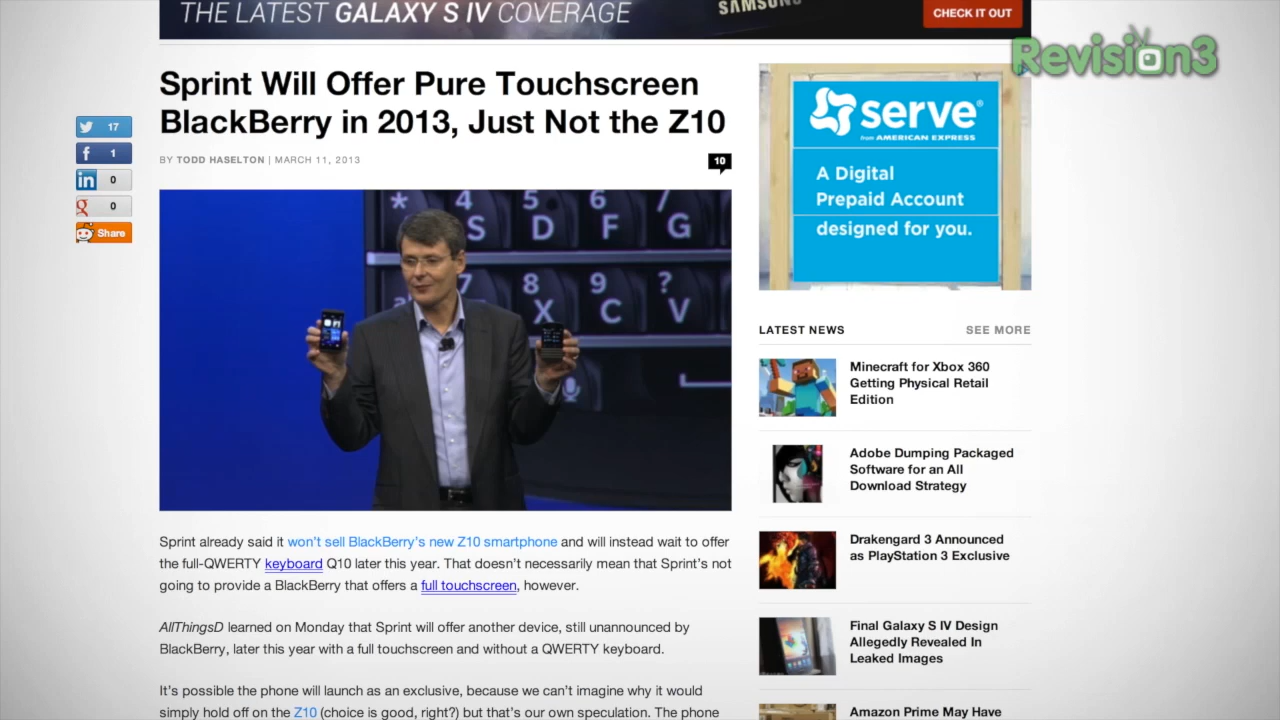 THE LATEST GALAXY S IV COVERAGE
SAMSUNG
CHECK IT OUT
Revision3
Sprint Will Offer Pure Touchscreen
BlackBerry in 2013, Just Not the Z10
BY TODD HASELTON | MARCH 11, 2013
10
17
1
0
0
Share
* 4 5 6 /
S D F G
7 8 9 ?
X C V
Sprint already said it won't sell BlackBerry's new Z10 smartphone and will instead wait to offer
the full-QWERTY keyboard Q10 later this year. That doesn't necessarily mean that Sprint's not
going to provide a BlackBerry that offers a full touchscreen, however.
AllThingsD learned on Monday that Sprint will offer another device, still unannounced by
BlackBerry, later this year with a full touchscreen and without a QWERTY keyboard.
It's possible the phone will launch as an exclusive, because we can't imagine why it would
simply hold off on the Z10 (choice is good, right?) but that's our own speculation. The phone
serve®
from AMERICAN EXPRESS
A Digital
Prepaid Account
designed for you.
LATEST NEWS SEE MORE
Minecraft for Xbox 360
Getting Physical Retail
Edition
Adobe Dumping Packaged
Software for an All
Download Strategy
Drakengard 3 Announced
as PlayStation 3 Exclusive
Final Galaxy S IV Design
Allegedly Revealed In
Leaked Images
Amazon Prime May Have